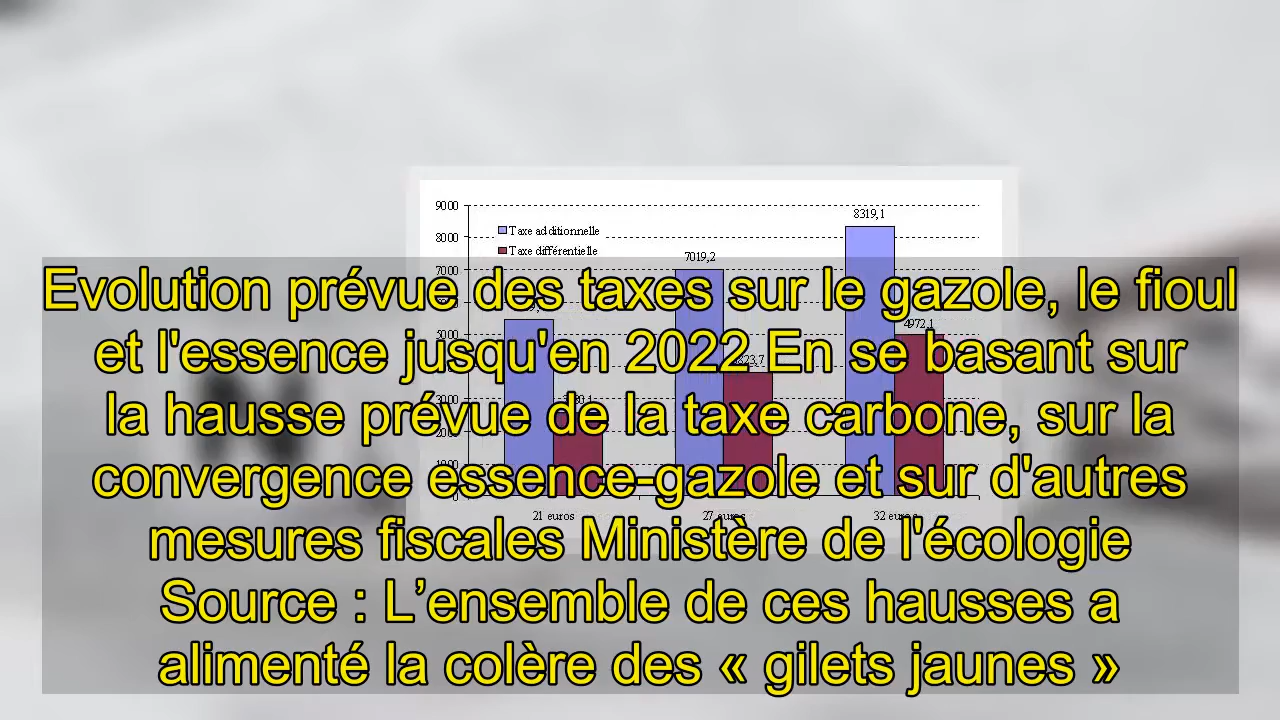 9000
8319,1
Taxe additionnelle
8000
7019,2
Taxe différentielle
7000
Evolution prévue des taxes sur le gazole, le fioul
et l'essence jusqu'en 2022 En se basant sur
la hausse prévue de la taxe carbone, sur la
convergence essence-gazole et sur d'autres
mesures fiscales Ministère de l'écologie
Source : L’ensemble de ces hausses a
alimenté la colère des « gilets jaunes »
4972,1
21 euros
27 euros
32 euros